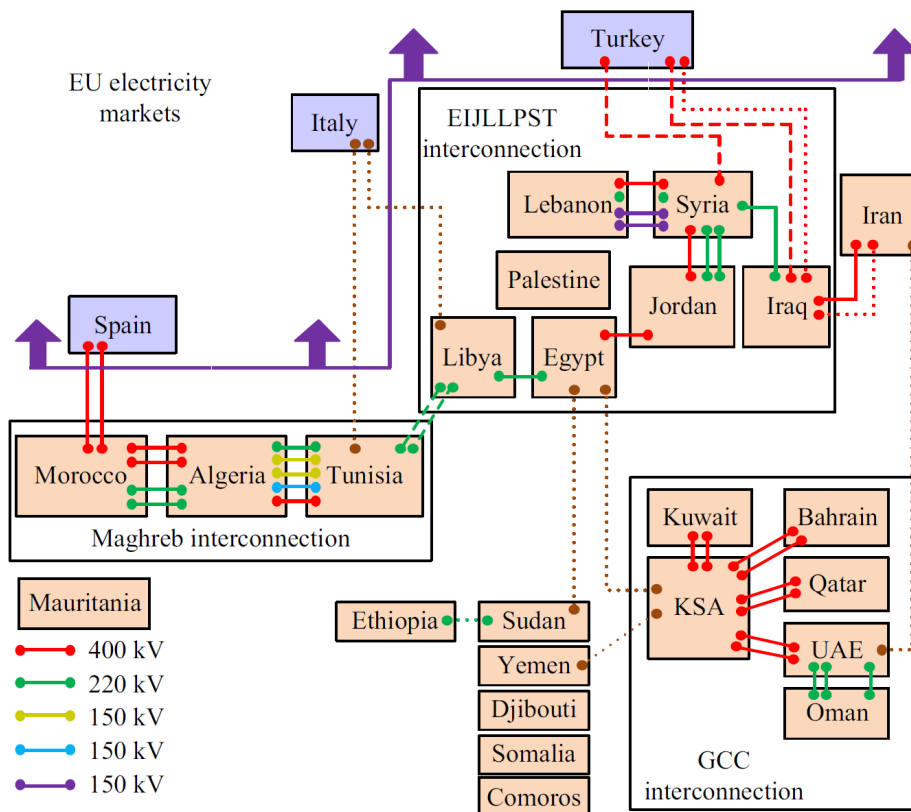 Turkey
EU electricity
markets
Italy
EIJLLPST
interconnection
Lebanon
Syria
Iran
Palestine
Jordan
Iraq
Spain
Libya
Egypt
Morocco
Algeria
Tunisia
Maghreb interconnection
Kuwait
Bahrain
Mauritania
Ethiopia
Sudan
KSA
Qatar
400 kV
Yemen
UAE
220 kV
Djibouti
Oman
150 kV
Somalia
150 kV
GCC
interconnection
150 kV
Comoros